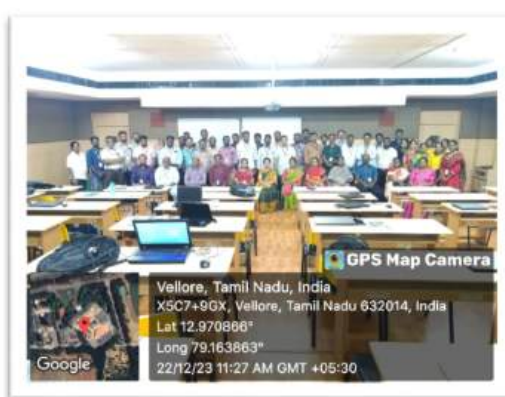 GPS Map Camera
Vellore, Tamil Nadu, India
X5C7+9GX, Vellore, Tamil Nadu 632014, India
Lat 12.970866°
Long 79.163863°
22/12/23 11:27 AM GMT +05:30
Google